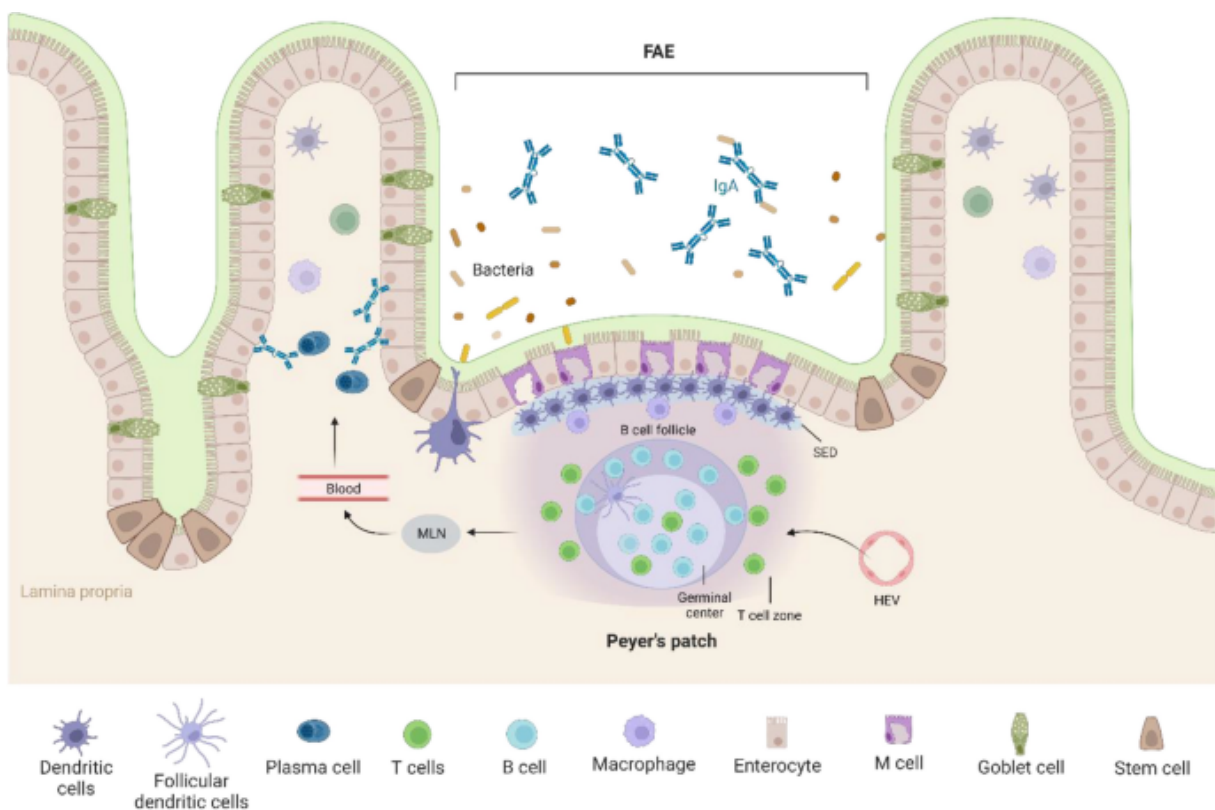 FAE
IgA
Bacteria
B cell follicle
SED
Blood
MLN
Lamina propria
Germinal
center
T cell zone
HEV
Peyer's patch
Dendritic
cells
Follicular
dendritic cells
Plasma cell
T cells
B cell
Macrophage
Enterocyte
M cell
Goblet cell
Stem cell